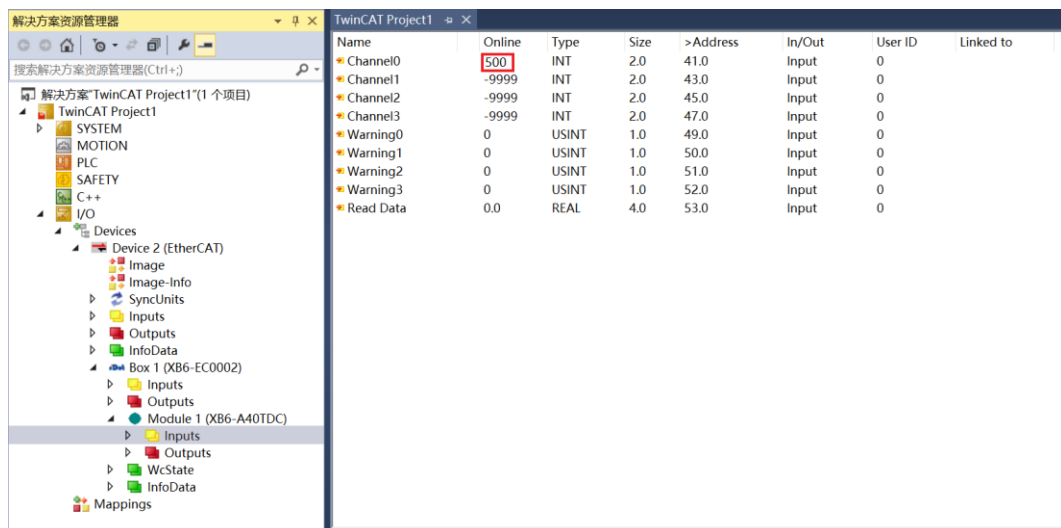 解决方案资源管理器
搜索解决方案资源管理器(Ctrl+;)
解决方案"TwinCAT Project1"(1 个项目)
TwinCAT Project1
SYSTEM
MOTION
PLC
SAFETY
C++
I/O
Devices
Device 2 (EtherCAT)
Image
Image-Info
SyncUnits
Inputs
Outputs
InfoData
Box 1 (XB6-EC0002)
Inputs
Outputs
Module 1 (XB6-A40TDC)
Inputs
Outputs
WcState
InfoData
Mappings
TwinCAT Project1
Name Online Type Size >Address In/Out User ID Linked to
Channel0 500 INT 2.0 41.0 Input 0
Channel1 -9999 INT 2.0 43.0 Input 0
Channel2 -9999 INT 2.0 45.0 Input 0
Channel3 -9999 INT 2.0 47.0 Input 0
Warning0 0 USINT 1.0 49.0 Input 0
Warning1 0 USINT 1.0 50.0 Input 0
Warning2 0 USINT 1.0 51.0 Input 0
Warning3 0 USINT 1.0 52.0 Input 0
Read Data 0.0 REAL 4.0 53.0 Input 0